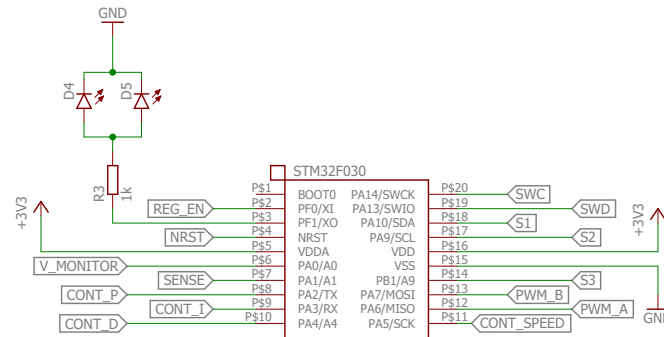 GND
D4
D5
R3
1k
+3V3
STM32F030
P$1 BOOT0 PA14/SWCK P$20 SWC
REG_EN P$2 PF0/XI PA13/SWIO P$19 SWD
P$3 PF1/XO PA10/SDA P$18 S1
NRST P$4 NRST PA9/SCL P$17 S2
P$5 VDDA VDD P$16 +3V3
V_MONITOR P$6 PA0/A0 VSS P$15
SENSE P$7 PA1/A1 PB1/A9 P$14 S3
CONT_P P$8 PA2/TX PA7/MOSI P$13 PWM_B
CONT_I P$9 PA3/RX PA6/MISO P$12 PWM_A
CONT_D P$10 PA4/A4 PA5/SCK P$11 CONT_SPEED
GND